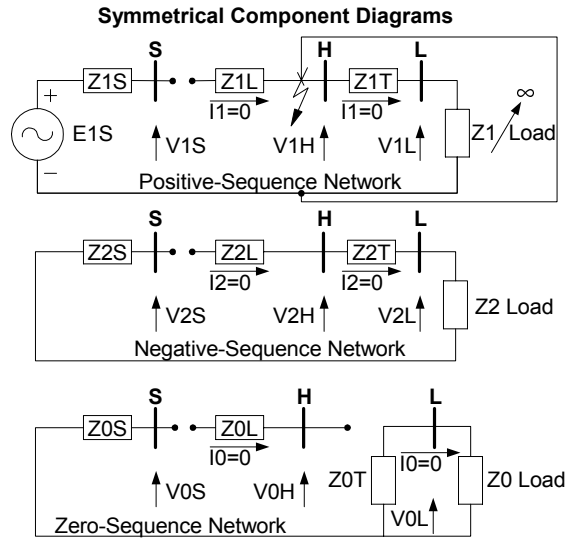 Symmetrical Component Diagrams
S H L
Z1S Z1L Z1T
I1=0 I1=0
+ ∞
E1S V1S V1H V1L Z1 Load
−
Positive-Sequence Network
S H L
Z2S Z2L Z2T
I2=0 I2=0
V2S V2H V2L Z2 Load
Negative-Sequence Network
S H L
Z0S Z0L
I0=0 I0=0
Z0T Z0 Load
V0S V0H V0L
Zero-Sequence Network